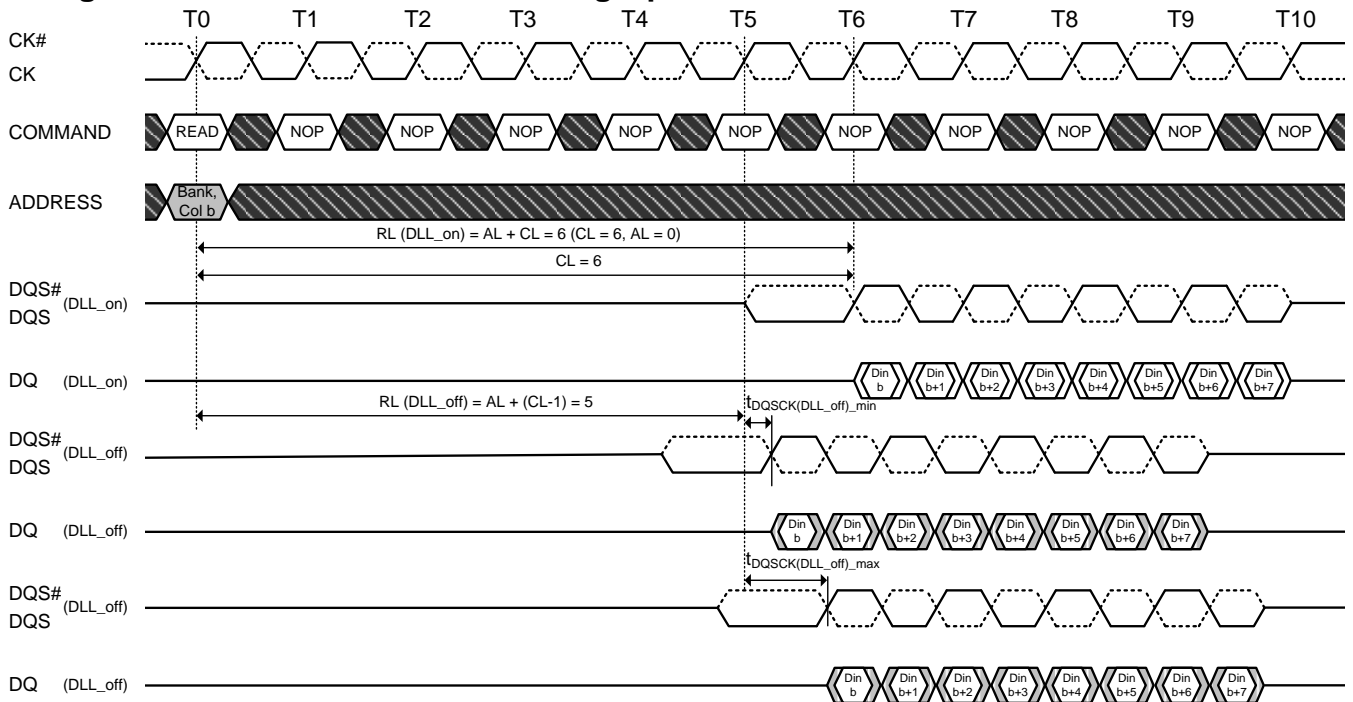 T0 T1 T2 T3 T4 T5 T6 T7 T8 T9 T10
CK#
CK
COMMAND READ NOP NOP NOP NOP NOP NOP NOP NOP NOP NOP
ADDRESS
Bank,
Col b
RL (DLL_on) = AL + CL = 6 (CL = 6, AL = 0)
CL = 6
DQS# (DLL_on)
DQS
DQ (DLL_on) Din b Din b+1 Din b+2 Din b+3 Din b+4 Din b+5 Din b+6 Din b+7
RL (DLL_off) = AL + (CL-1) = 5
tDQSCK(DLL_off)_min
DQS# (DLL_off)
DQS
DQ (DLL_off) Din b Din b+1 Din b+2 Din b+3 Din b+4 Din b+5 Din b+6 Din b+7
tDQSCK(DLL_off)_max
DQS# (DLL_off)
DQS
DQ (DLL_off) Din b Din b+1 Din b+2 Din b+3 Din b+4 Din b+5 Din b+6 Din b+7